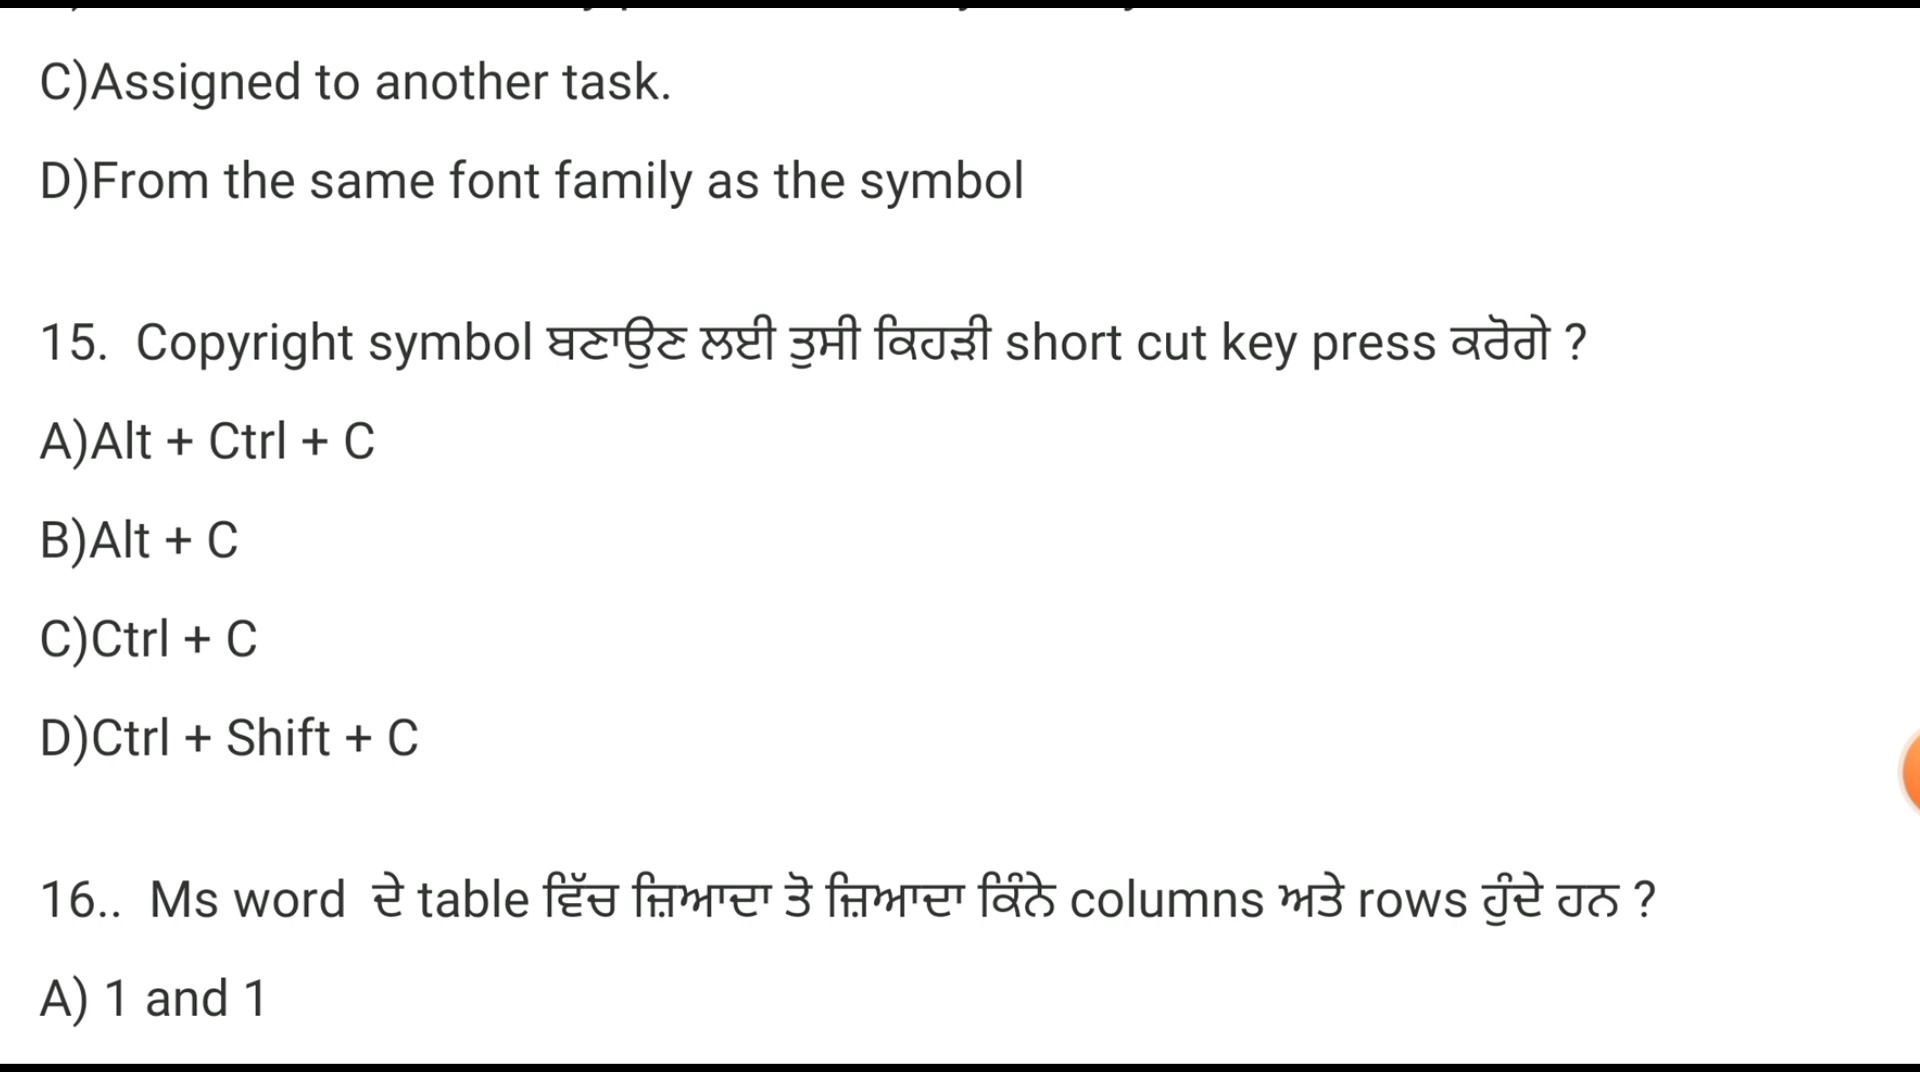 C)Assigned to another task.
D)From the same font family as the symbol
15. Copyright symbol ਬਣਾਉਣ ਲਈ ਤੁਸੀ ਕਿਹੜੀ short cut key press ਕਰੋਗੇ ?
A)Alt + Ctrl + C
B)Alt + C
C)Ctrl + C
D)Ctrl + Shift + C
16.. Ms word ਦੇ table ਵਿੱਚ ਜ਼ਿਆਦਾ ਤੋ ਜ਼ਿਆਦਾ ਕਿੰਨੇ columns ਅਤੇ rows ਹੁੰਦੇ ਹਨ ?
A) 1 and 1